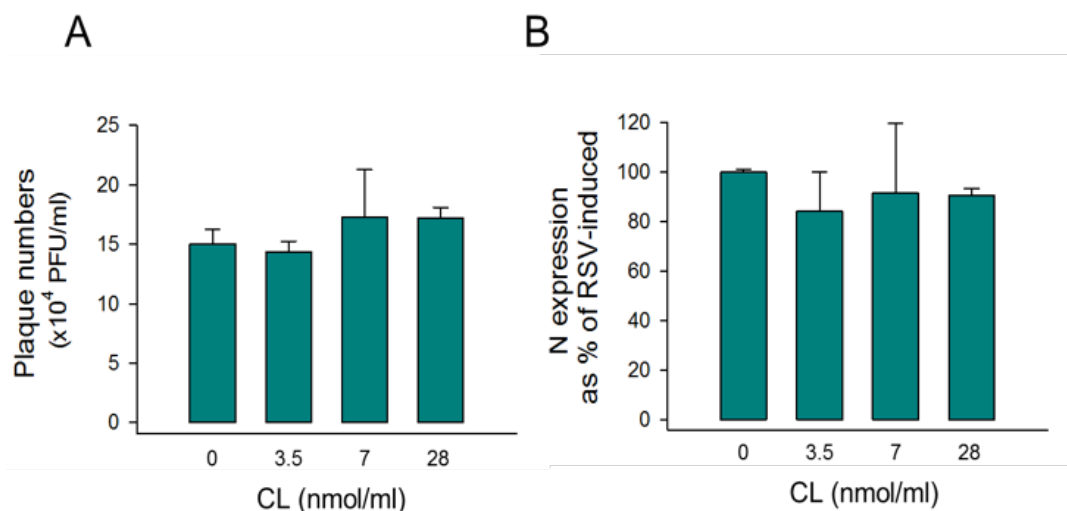 A
Plaque numbers
(x10⁴ PFU/ml)
25
20
15
10
5
0
0 3.5 7 28
CL (nmol/ml)
B
N expression
as % of RSV-induced
120
100
80
60
40
20
0
0 3.5 7 28
CL (nmol/ml)